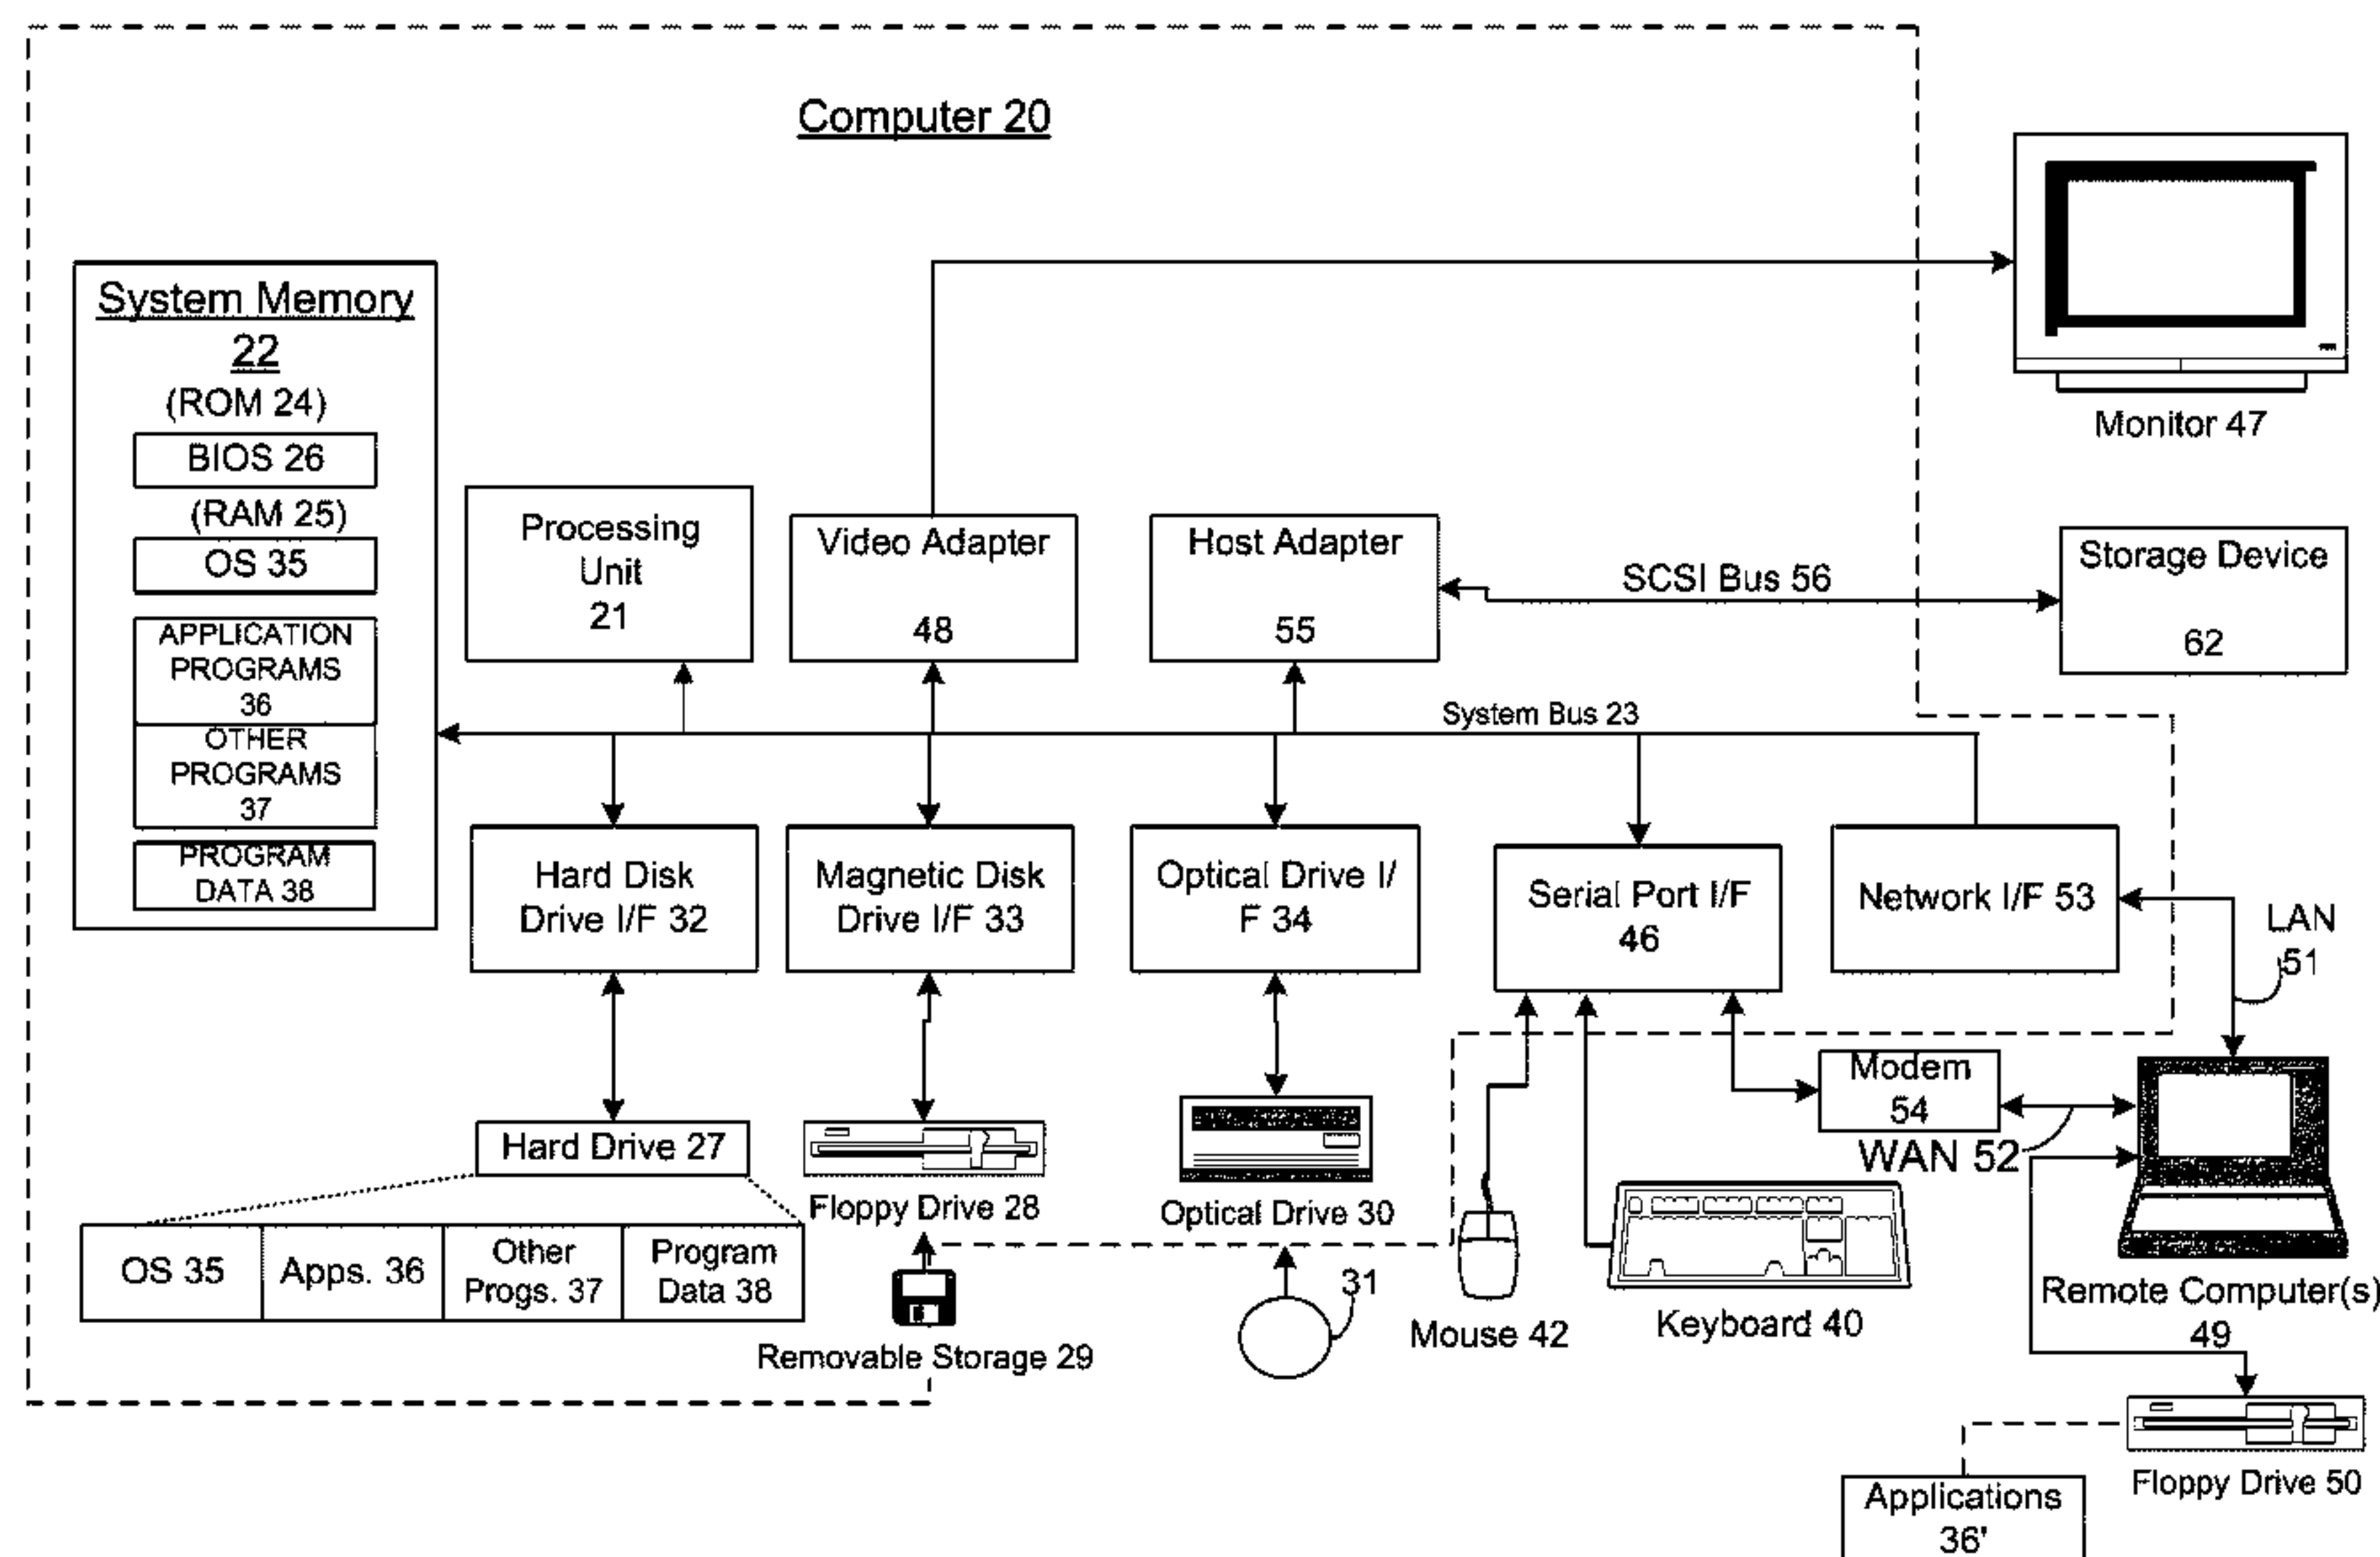 Computer 20
System Memory
22
(ROM 24)
BIOS 26
(RAM 25)
OS 35
APPLICATION
PROGRAMS
36
OTHER
PROGRAMS
37
PROGRAM
DATA 38
Processing
Unit
21
Video Adapter
48
Host Adapter
55
SCSI Bus 56
Monitor 47
Storage Device
62
System Bus 23
Hard Disk
Drive I/F 32
Magnetic Disk
Drive I/F 33
Optical Drive I/
F 34
Serial Port I/F
46
Network I/F 53
LAN
51
Hard Drive 27
Floppy Drive 28
Optical Drive 30
Modem
54
WAN 52
OS 35
Apps. 36
Other
Progs. 37
Program
Data 38
Removable Storage 29
31
Mouse 42
Keyboard 40
Remote Computer(s)
49
Floppy Drive 50
Applications
36'